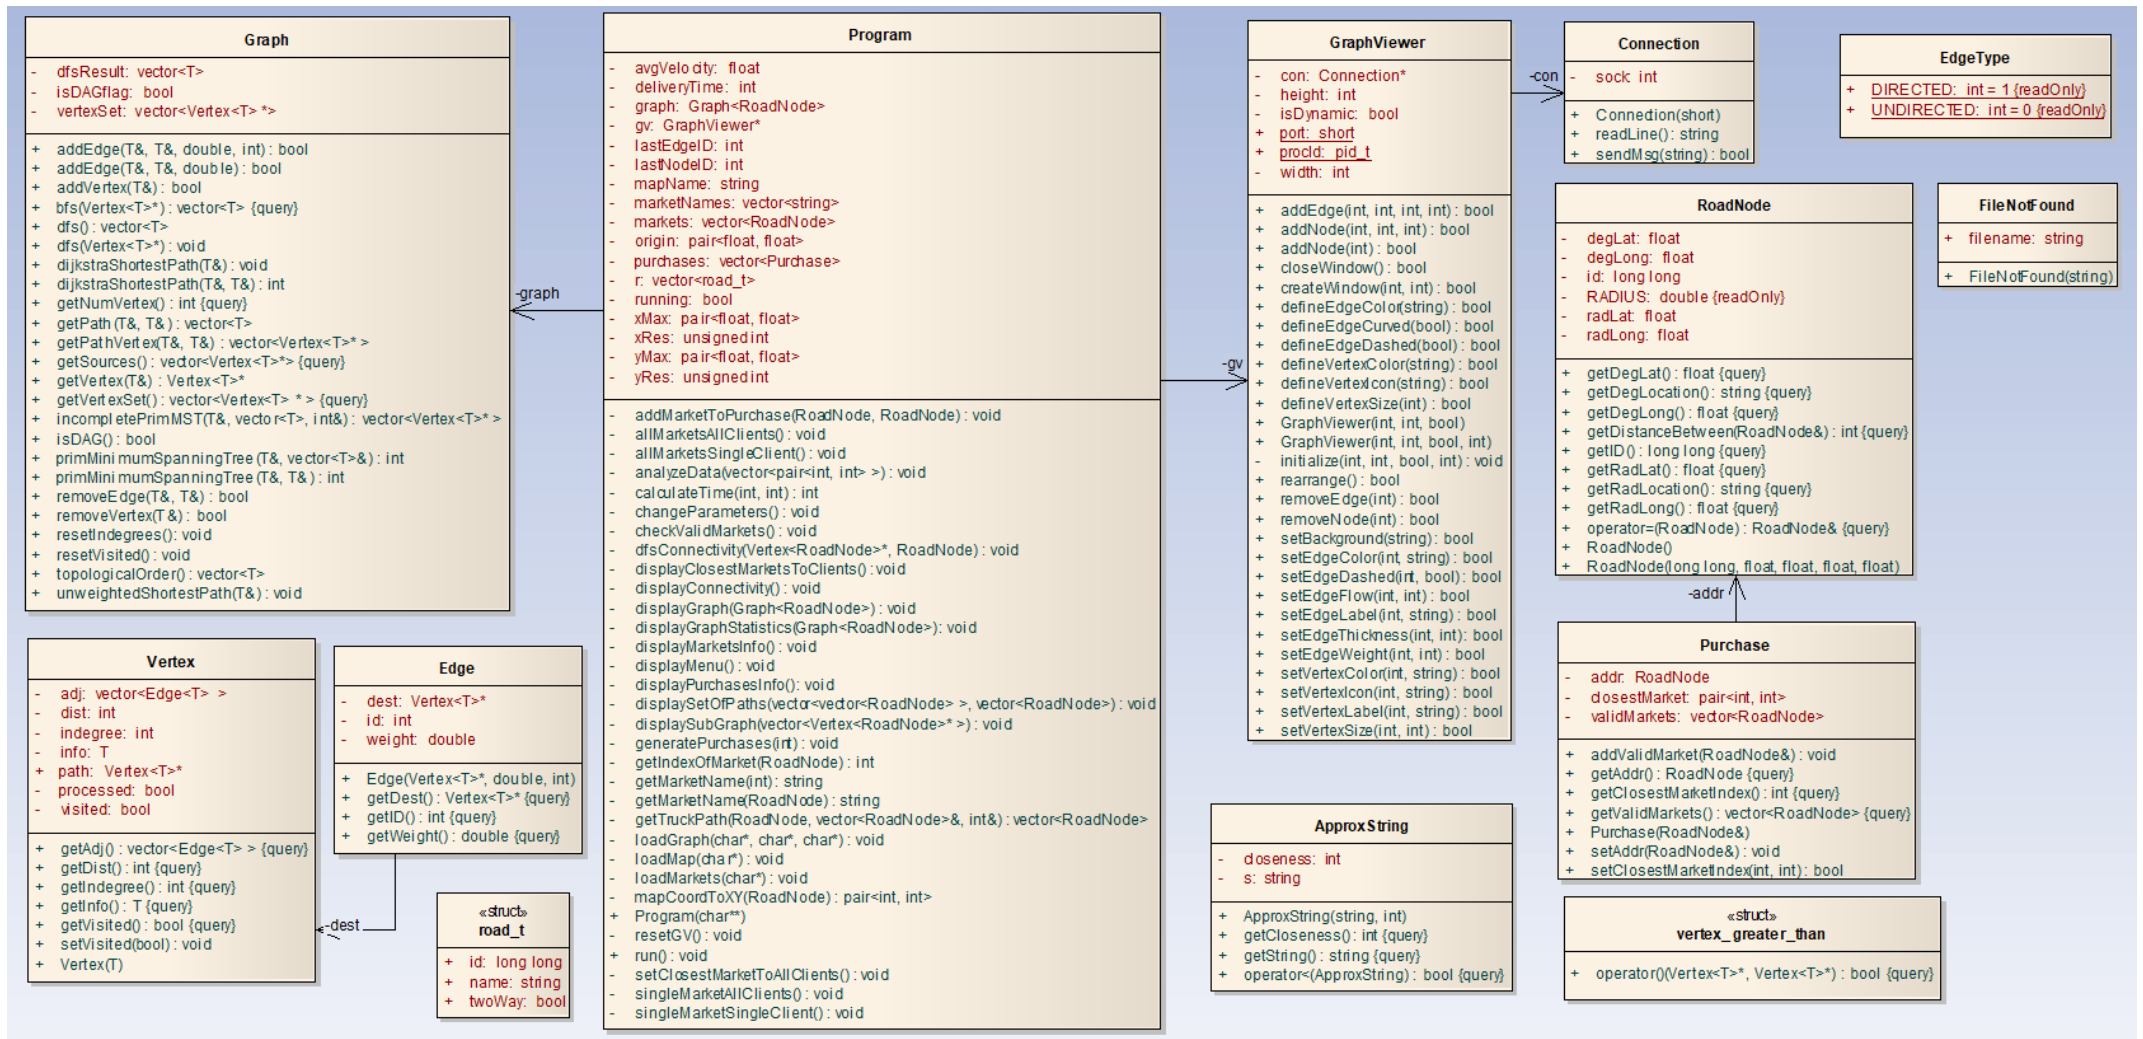 Graph
- dfsResult: vector<T>
- isDAGflag: bool
- vertexSet: vector<Vertex<T> *>
+ addEdge(T&, T&, double, int) : bool
+ addEdge(T&, T&, double) : bool
+ addVertex(T&) : bool
+ bfs(Vertex<T>*) : vector<T> {query}
+ dfs() : vector<T>
+ dfs(Vertex<T>*) : void
+ dijkstraShortestPath(T&) : void
+ dijkstraShortestPath(T&, T&) : int
+ getNumVertex() : int {query}
+ getPath(T&, T&) : vector<T>
+ getPathVertex(T&, T&) : vector<Vertex<T>* >
+ getSources() : vector<Vertex<T>*> {query}
+ getVertex(T&) : Vertex<T>*
+ getVertexSet() : vector<Vertex<T> * > {query}
+ incompletePrimMST(T&, vector<T>, int&) : vector<Vertex<T>* >
+ isDAG() : bool
+ primMinimumSpanningTree(T&, vector<T>&) : int
+ primMinimumSpanningTree(T&, T&) : int
+ removeEdge(T&, T&) : bool
+ removeVertex(T&) : bool
+ resetIndegrees() : void
+ resetVisited() : void
+ topologicalOrder() : vector<T>
+ unweightedShortestPath(T&) : void
-graph
Program
- avgVelocity: float
- deliveryTime: int
- graph: Graph<RoadNode>
- gv: GraphViewer*
- lastEdgeID: int
- lastNodeID: int
- mapName: string
- marketNames: vector<string>
- markets: vector<RoadNode>
- origin: pair<float, float>
- purchases: vector<Purchase>
- r: vector<road_t>
- running: bool
- xMax: pair<float, float>
- xRes: unsigned int
- yMax: pair<float, float>
- yRes: unsigned int
- addMarketToPurchase(RoadNode, RoadNode) : void
- allMarketsAllClients() : void
- allMarketsSingleClient() : void
- analyzeData(vector<pair<int, int> >) : void
- calculateTime(int, int) : int
- changeParameters() : void
- checkValidMarkets() : void
- dfsConnectivity(Vertex<RoadNode>*, RoadNode) : void
- displayClosestMarketsToClients() : void
- displayConnectivity() : void
- displayGraph(Graph<RoadNode>) : void
- displayGraphStatistics(Graph<RoadNode>) : void
- displayMarketsInfo() : void
- displayMenu() : void
- displayPurchasesInfo() : void
- displaySetOfPaths(vector<vector<RoadNode> >, vector<RoadNode>) : void
- displaySubGraph(vector<Vertex<RoadNode>* >) : void
- generatePurchases(int) : void
- getIndexOfMarket(RoadNode) : int
- getMarketName(int) : string
- getMarketName(RoadNode) : string
- getTruckPath(RoadNode, vector<RoadNode>&, int&) : vector<RoadNode>
- loadGraph(char*, char*, char*) : void
- loadMap(char*) : void
- loadMarkets(char*) : void
- mapCoordToXY(RoadNode) : pair<int, int>
+ Program(char**)
- resetGV() : void
+ run() : void
- setClosestMarketToAllClients() : void
- singleMarketAllClients() : void
- singleMarketSingleClient() : void
-gv
GraphViewer
- con: Connection*
- height: int
- isDynamic: bool
+ port: short
+ procId: pid_t
- width: int
+ addEdge(int, int, int, int) : bool
+ addNode(int, int, int) : bool
+ addNode(int) : bool
+ closeWindow() : bool
+ createWindow(int, int) : bool
+ defineEdgeColor(string) : bool
+ defineEdgeCurved(bool) : bool
+ defineEdgeDashed(bool) : bool
+ defineVertexColor(string) : bool
+ defineVertexIcon(string) : bool
+ defineVertexSize(int) : bool
+ GraphViewer(int, int, bool)
+ GraphViewer(int, int, bool, int)
- initialize(int, int, bool, int) : void
+ rearrange() : bool
+ removeEdge(int) : bool
+ removeNode(int) : bool
+ setBackground(string) : bool
+ setEdgeColor(int, string) : bool
+ setEdgeDashed(int, bool) : bool
+ setEdgeFlow(int, int) : bool
+ setEdgeLabel(int, string) : bool
+ setEdgeThickness(int, int) : bool
+ setEdgeWeight(int, int) : bool
+ setVertexColor(int, string) : bool
+ setVertexIcon(int, string) : bool
+ setVertexLabel(int, string) : bool
+ setVertexSize(int, int) : bool
-con
Connection
- sock: int
+ Connection(short)
+ readLine() : string
+ sendMsg(string) : bool
EdgeType
+ DIRECTED: int = 1 {readOnly}
+ UNDIRECTED: int = 0 {readOnly}
RoadNode
- degLat: float
- degLong: float
- id: long long
- RADIUS: double {readOnly}
- radLat: float
- radLong: float
+ getDegLat() : float {query}
+ getDegLocation() : string {query}
+ getDegLong() : float {query}
+ getDistanceBetween(RoadNode&) : int {query}
+ getID() : long long {query}
+ getRadLat() : float {query}
+ getRadLocation() : string {query}
+ getRadLong() : float {query}
+ operator=(RoadNode) : RoadNode& {query}
+ RoadNode()
+ RoadNode(long long, float, float, float, float)
FileNotFound
+ filename: string
+ FileNotFound(string)
-addr
Purchase
- addr: RoadNode
- closestMarket: pair<int, int>
- validMarkets: vector<RoadNode>
+ addValidMarket(RoadNode&) : void
+ getAddr() : RoadNode {query}
+ getClosestMarketIndex() : int {query}
+ getValidMarkets() : vector<RoadNode> {query}
+ Purchase(RoadNode&)
+ setAddr(RoadNode&) : void
+ setClosestMarketIndex(int, int) : bool
Vertex
- adj: vector<Edge<T> >
- dist: int
- indegree: int
- info: T
+ path: Vertex<T>*
- processed: bool
- visited: bool
+ getAdj() : vector<Edge<T> > {query}
+ getDist() : int {query}
+ getIndegree() : int {query}
+ getInfo() : T {query}
+ getVisited() : bool {query}
+ setVisited(bool) : void
+ Vertex(T)
Edge
- dest: Vertex<T>*
- id: int
- weight: double
+ Edge(Vertex<T>*, double, int)
+ getDest() : Vertex<T>* {query}
+ getID() : int {query}
+ getWeight() : double {query}
-dest
«struct»
road_t
+ id: long long
+ name: string
+ twoWay: bool
ApproxString
- closeness: int
- s: string
+ ApproxString(string, int)
+ getCloseness() : int {query}
+ getString() : string {query}
+ operator<(ApproxString) : bool {query}
«struct»
vertex_greater_than
+ operator()(Vertex<T>*, Vertex<T>*) : bool {query}